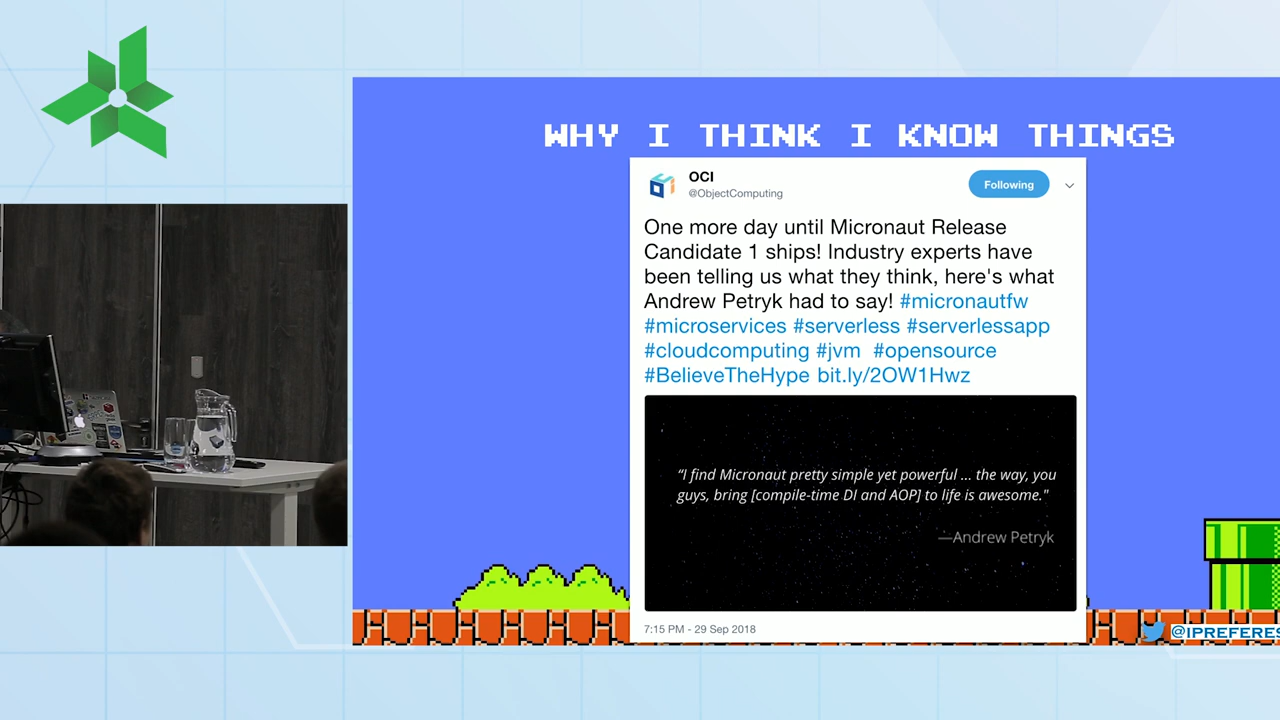 WHY I THINK I KNOW THINGS
OCI
@ObjectComputing
Following
One more day until Micronaut Release
Candidate 1 ships! Industry experts have
been telling us what they think, here's what
Andrew Petryk had to say! #micronautfw
#microservices #serverless #serverlessapp
#cloudcomputing #jvm #opensource
#BelieveTheHype bit.ly/2OW1Hwz
“I find Micronaut pretty simple yet powerful ... the way, you
guys, bring [compile-time DI and AOP] to life is awesome."
—Andrew Petryk
7:15 PM - 29 Sep 2018
@IPREFERES